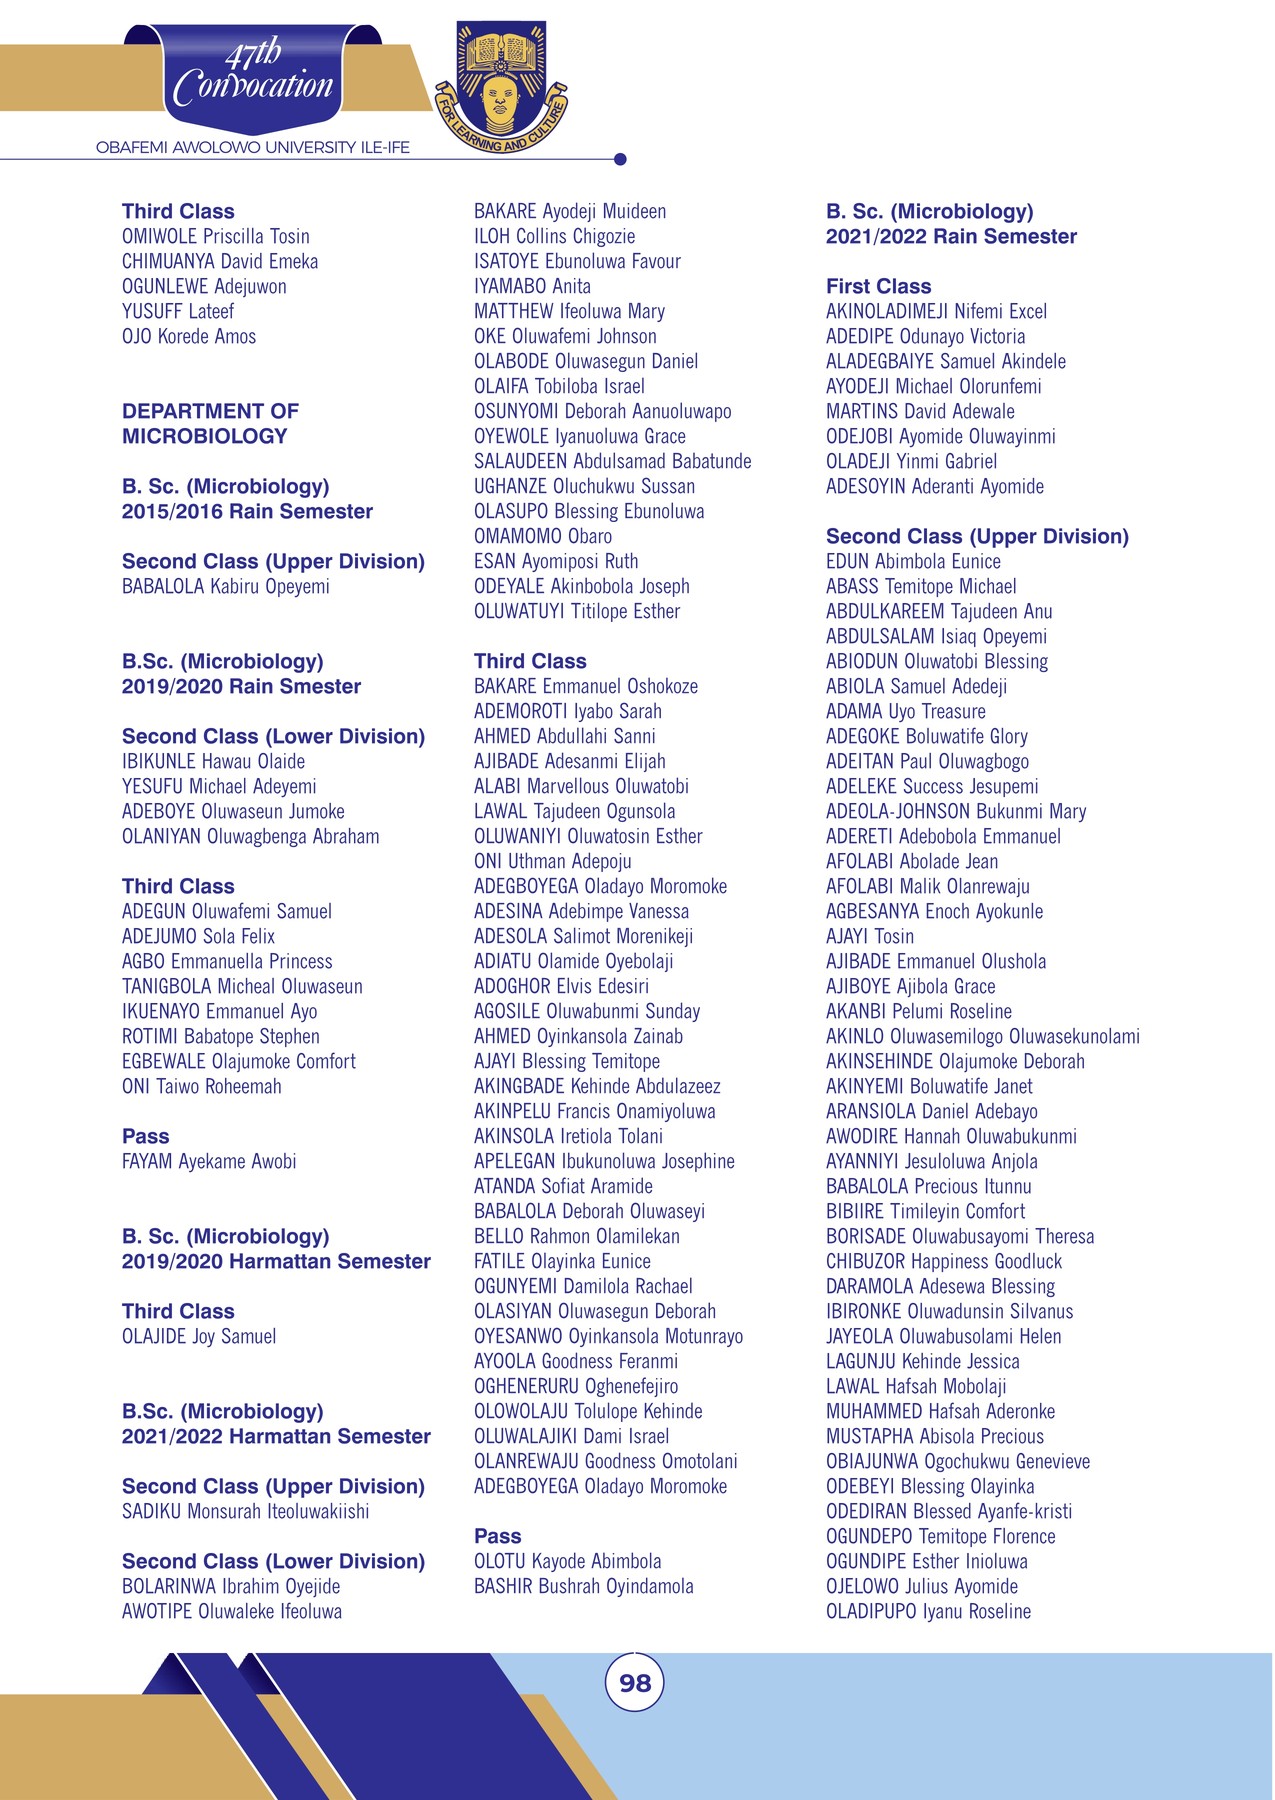 47th
Convocation
FOR LEARNING AND CULTURE
OBAFEMI AWOLOWO UNIVERSITY ILE-IFE
Third Class
OMIWOLE Priscilla Tosin
CHIMUANYA David Emeka
OGUNLEWE Adejuwon
YUSUFF Lateef
OJO Korede Amos
DEPARTMENT OF
MICROBIOLOGY
B. Sc. (Microbiology)
2015/2016 Rain Semester
Second Class (Upper Division)
BABALOLA Kabiru Opeyemi
B.Sc. (Microbiology)
2019/2020 Rain Smester
Second Class (Lower Division)
IBIKUNLE Hawau Olaide
YESUFU Michael Adeyemi
ADEBOYE Oluwaseun Jumoke
OLANIYAN Oluwagbenga Abraham
Third Class
ADEGUN Oluwafemi Samuel
ADEJUMO Sola Felix
AGBO Emmanuella Princess
TANIGBOLA Micheal Oluwaseun
IKUENAYO Emmanuel Ayo
ROTIMI Babatope Stephen
EGBEWALE Olajumoke Comfort
ONI Taiwo Roheemah
Pass
FAYAM Ayekame Awobi
B. Sc. (Microbiology)
2019/2020 Harmattan Semester
Third Class
OLAJIDE Joy Samuel
B.Sc. (Microbiology)
2021/2022 Harmattan Semester
Second Class (Upper Division)
SADIKU Monsurah Iteoluwakiishi
Second Class (Lower Division)
BOLARINWA Ibrahim Oyejide
AWOTIPE Oluwaleke Ifeoluwa
BAKARE Ayodeji Muideen
ILOH Collins Chigozie
ISATOYE Ebunoluwa Favour
IYAMABO Anita
MATTHEW Ifeoluwa Mary
OKE Oluwafemi Johnson
OLABODE Oluwasegun Daniel
OLAIFA Tobiloba Israel
OSUNYOMI Deborah Aanuoluwapo
OYEWOLE Iyanuoluwa Grace
SALAUDEEN Abdulsamad Babatunde
UGHANZE Oluchukwu Sussan
OLASUPO Blessing Ebunoluwa
OMAMOMO Obaro
ESAN Ayomiposi Ruth
ODEYALE Akinbobola Joseph
OLUWATUYI Titilope Esther
Third Class
BAKARE Emmanuel Oshokoze
ADEMOROTI Iyabo Sarah
AHMED Abdullahi Sanni
AJIBADE Adesanmi Elijah
ALABI Marvellous Oluwatobi
LAWAL Tajudeen Ogunsola
OLUWANIYI Oluwatosin Esther
ONI Uthman Adepoju
ADEGBOYEGA Oladayo Moromoke
ADESINA Adebimpe Vanessa
ADESOLA Salimot Morenikeji
ADIATU Olamide Oyebolaji
ADOGHOR Elvis Edesiri
AGOSILE Oluwabunmi Sunday
AHMED Oyinkansola Zainab
AJAYI Blessing Temitope
AKINGBADE Kehinde Abdulazeez
AKINPELU Francis Onamiyoluwa
AKINSOLA Iretiola Tolani
APELEGAN Ibukunoluwa Josephine
ATANDA Sofiat Aramide
BABALOLA Deborah Oluwaseyi
BELLO Rahmon Olamilekan
FATILE Olayinka Eunice
OGUNYEMI Damilola Rachael
OLASIYAN Oluwasegun Deborah
OYESANWO Oyinkansola Motunrayo
AYOOLA Goodness Feranmi
OGHENERURU Oghenefejiro
OLOWOLAJU Tolulope Kehinde
OLUWALAJIKI Dami Israel
OLANREWAJU Goodness Omotolani
ADEGBOYEGA Oladayo Moromoke
Pass
OLOTU Kayode Abimbola
BASHIR Bushrah Oyindamola
B. Sc. (Microbiology)
2021/2022 Rain Semester
First Class
AKINOLADIMEJI Nifemi Excel
ADEDIPE Odunayo Victoria
ALADEGBAIYE Samuel Akindele
AYODEJI Michael Olorunfemi
MARTINS David Adewale
ODEJOBI Ayomide Oluwayinmi
OLADEJI Yinmi Gabriel
ADESOYIN Aderanti Ayomide
Second Class (Upper Division)
EDUN Abimbola Eunice
ABASS Temitope Michael
ABDULKAREEM Tajudeen Anu
ABDULSALAM Isiaq Opeyemi
ABIODUN Oluwatobi Blessing
ABIOLA Samuel Adedeji
ADAMA Uyo Treasure
ADEGOKE Boluwatife Glory
ADEITAN Paul Oluwagbogo
ADELEKE Success Jesupemi
ADEOLA-JOHNSON Bukunmi Mary
ADERETI Adebobola Emmanuel
AFOLABI Abolade Jean
AFOLABI Malik Olanrewaju
AGBESANYA Enoch Ayokunle
AJAYI Tosin
AJIBADE Emmanuel Olushola
AJIBOYE Ajibola Grace
AKANBI Pelumi Roseline
AKINLO Oluwasemilogo Oluwasekunolami
AKINSEHINDE Olajumoke Deborah
AKINYEMI Boluwatife Janet
ARANSIOLA Daniel Adebayo
AWODIRE Hannah Oluwabukunmi
AYANNIYI Jesuloluwa Anjola
BABALOLA Precious Itunnu
BIBIIRE Timileyin Comfort
BORISADE Oluwabusayomi Theresa
CHIBUZOR Happiness Goodluck
DARAMOLA Adesewa Blessing
IBIRONKE Oluwadunsin Silvanus
JAYEOLA Oluwabusolami Helen
LAGUNJU Kehinde Jessica
LAWAL Hafsah Mobolaji
MUHAMMED Hafsah Aderonke
MUSTAPHA Abisola Precious
OBIAJUNWA Ogochukwu Genevieve
ODEBEYI Blessing Olayinka
ODEDIRAN Blessed Ayanfe-kristi
OGUNDEPO Temitope Florence
OGUNDIPE Esther Inioluwa
OJELOWO Julius Ayomide
OLADIPUPO Iyanu Roseline
98